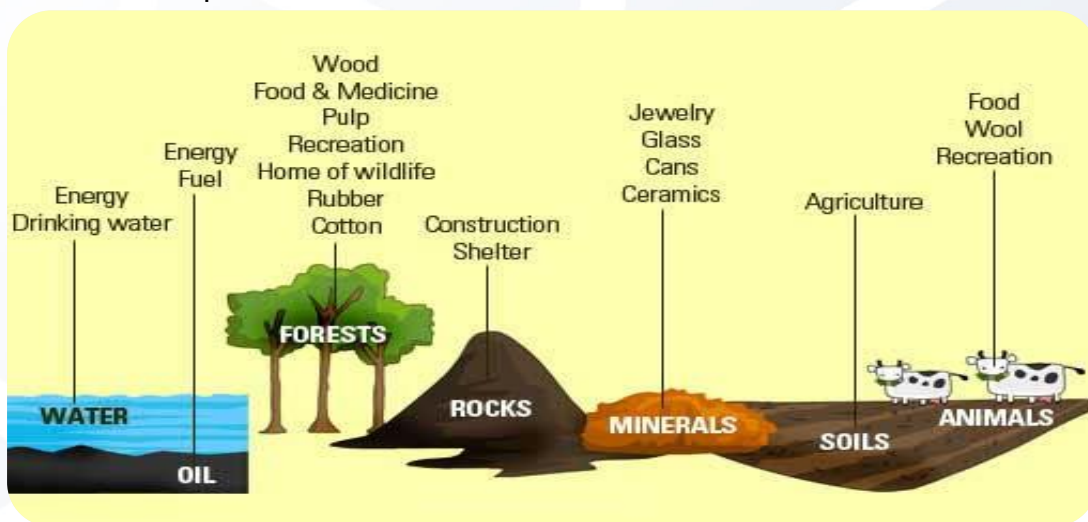 Energy
Drinking water
WATER
Energy
Fuel
OIL
Wood
Food & Medicine
Pulp
Recreation
Home of wildlife
Rubber
Cotton
FORESTS
Construction
Shelter
ROCKS
Jewelry
Glass
Cans
Ceramics
MINERALS
Agriculture
SOILS
Food
Wool
Recreation
ANIMALS